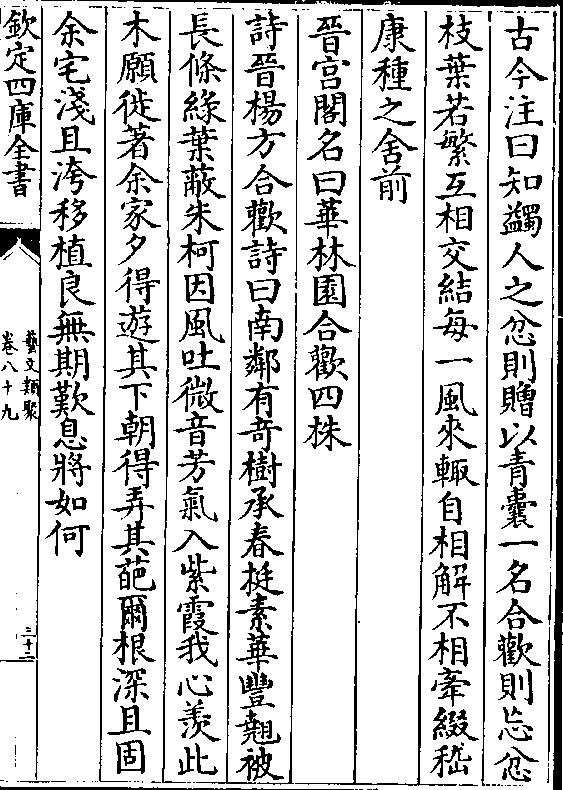 古今注曰知蠲人之忿則贈以青囊一名合歡則忘忿
枝葉若繁互相交結每一風來輙自相解不相牽綴嵇
康種之舍前
晉宫閣名曰華林園合歡四株
詩晉楊方合歡詩曰南鄰有竒樹承春挺素華豐翹被
長條緑葉蔽朱柯因風吐微音芳氣入紫霞我心羨此
木願徙著余家夕得遊其下朝得弄其葩爾根深且固
余宅淺且洿移植良無期歎息將如何
欽定四庫全書
藝文類聚
卷八十九
三十二